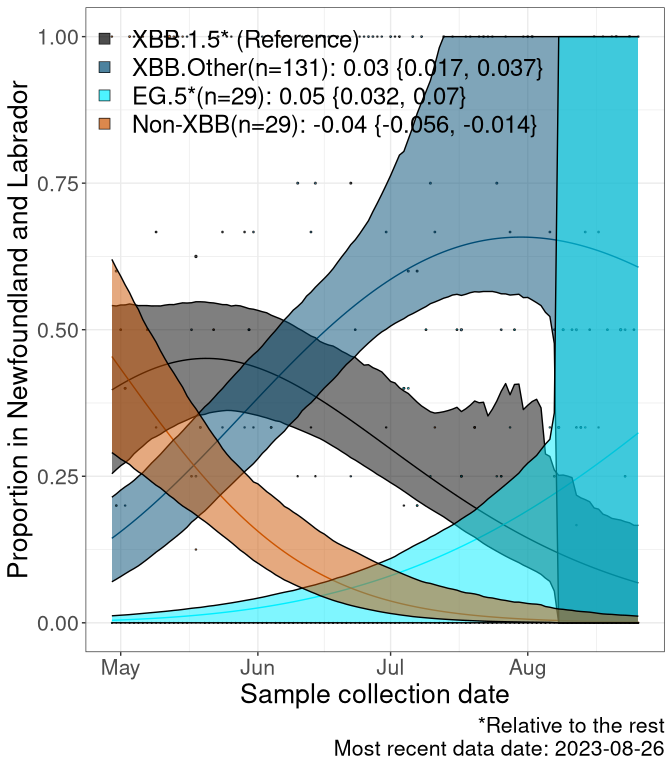 XBB.1.5* (Reference)
XBB.Other(n=131): 0.03 {0.017, 0.037}
EG.5*(n=29): 0.05 {0.032, 0.07}
Non-XBB(n=29): -0.04 {-0.056, -0.014}
Proportion in Newfoundland and Labrador
1.00
0.75
0.50
0.25
0.00
May Jun Jul Aug
Sample collection date
*Relative to the rest
Most recent data date: 2023-08-26